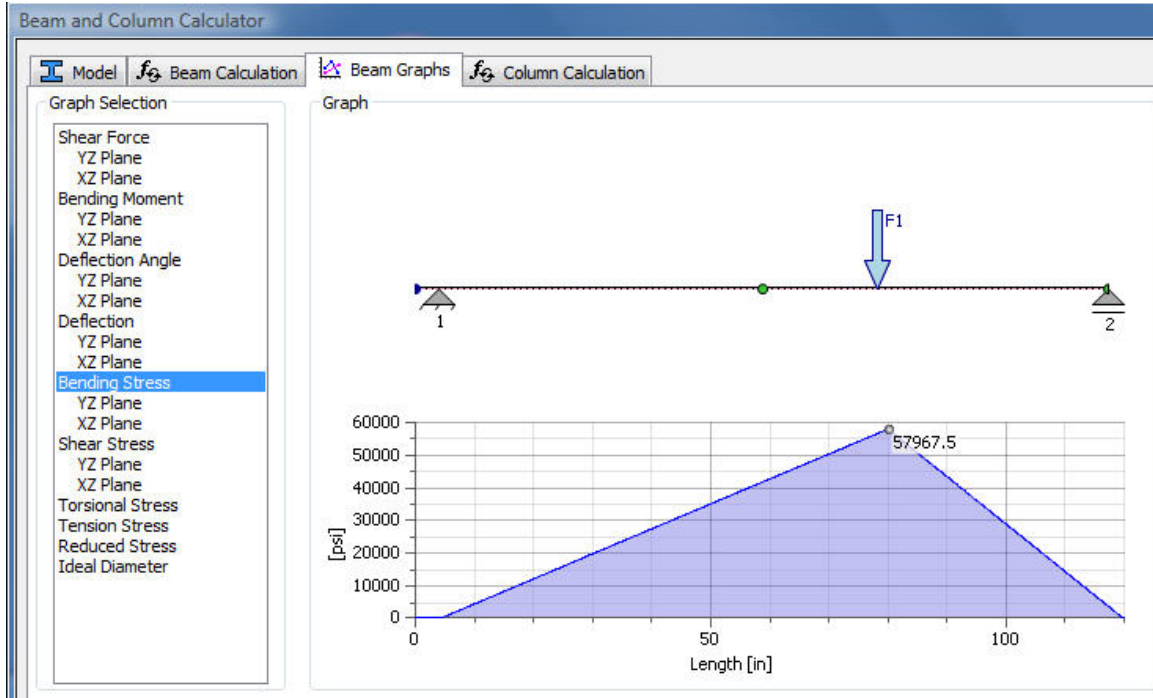 Beam and Column Calculator
Model
Beam Calculation
Beam Graphs
Column Calculation
Graph Selection
Shear Force
YZ Plane
XZ Plane
Bending Moment
YZ Plane
XZ Plane
Deflection Angle
YZ Plane
XZ Plane
Deflection
YZ Plane
XZ Plane
Bending Stress
YZ Plane
XZ Plane
Shear Stress
YZ Plane
XZ Plane
Torsional Stress
Tension Stress
Reduced Stress
Ideal Diameter
Graph
F1
1
2
60000
50000
40000
30000
20000
10000
0
[psi]
57967.5
0
50
100
Length [in]